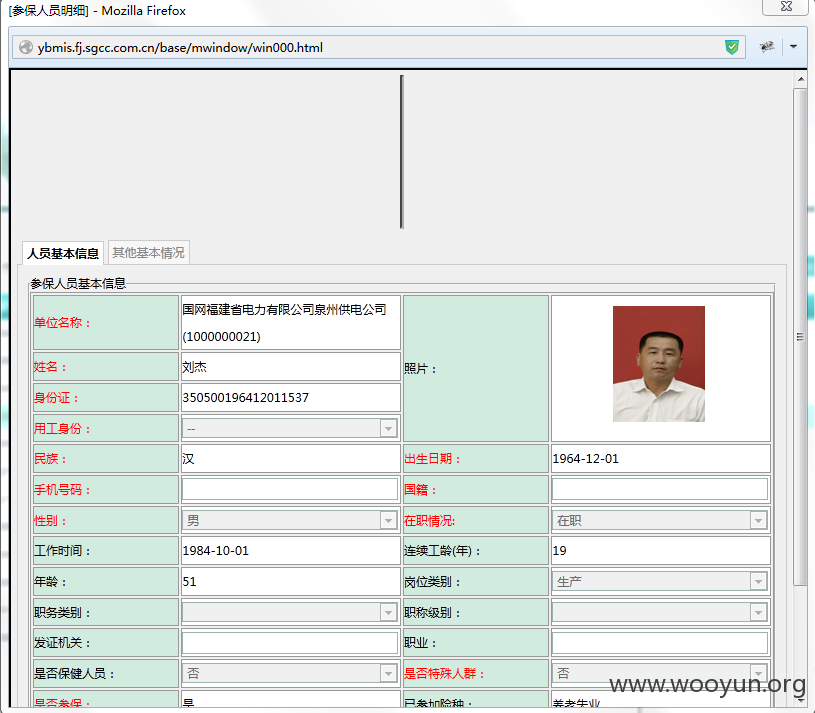 [参保人员明细] - Mozilla Firefox
ybmis.fj.sgcc.com.cn/base/mwindow/win000.html
人员基本信息 其他基本情况
参保人员基本信息
单位名称： 国网福建省电力有限公司泉州供电公司
(1000000021)
照片：
姓名： 刘杰
身份证： 350500196412011537
用工身份： --
民族： 汉 出生日期： 1964-12-01
手机号码： 国籍：
性别： 男 在职情况: 在职
工作时间： 1984-10-01 连续工龄(年)： 19
年龄： 51 岗位类别： 生产
职务类别： 职称级别：
发证机关： 职业：
是否保健人员： 否 是否特殊人群： 否
是否参保： 是 已参加险种： 养老失业
www.wooyun.org